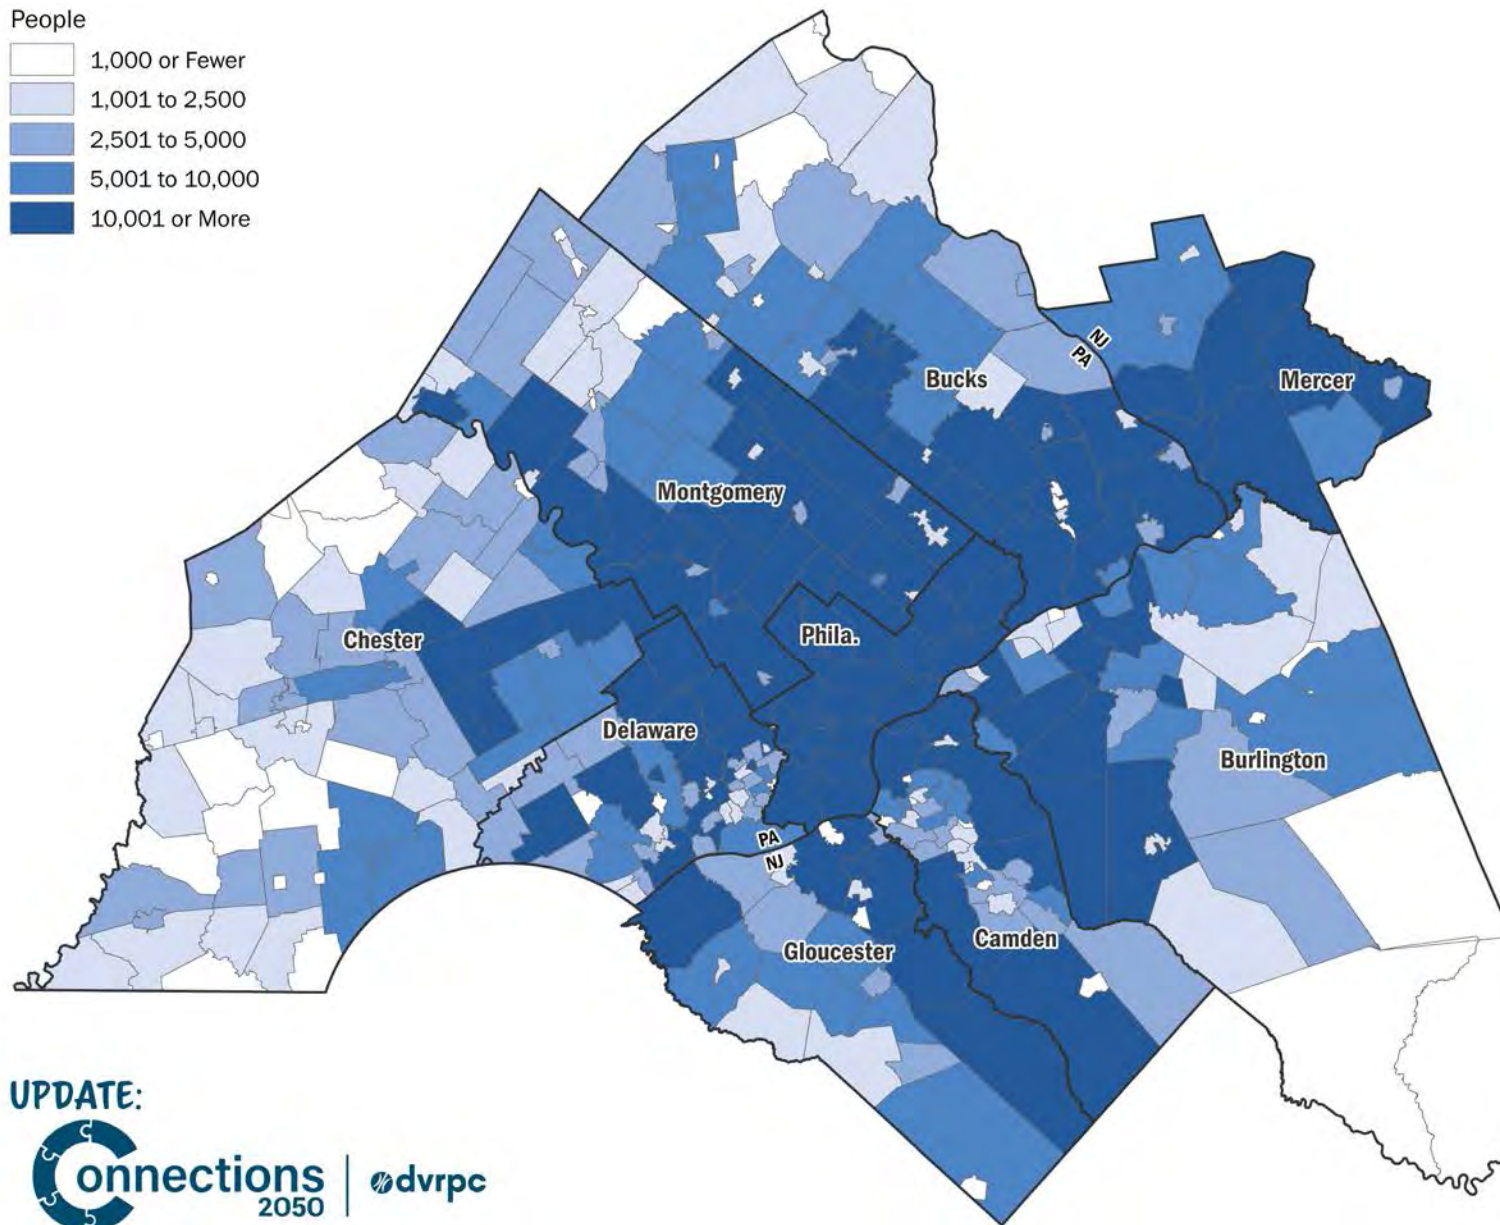 People
1,000 or Fewer
1,001 to 2,500
2,501 to 5,000
5,001 to 10,000
10,001 or More
NJ
PA
Bucks
Mercer
Montgomery
Phila.
Chester
Delaware
Burlington
PA
NJ
Camden
Gloucester
UPDATE:
Connections
2050
dvrpc